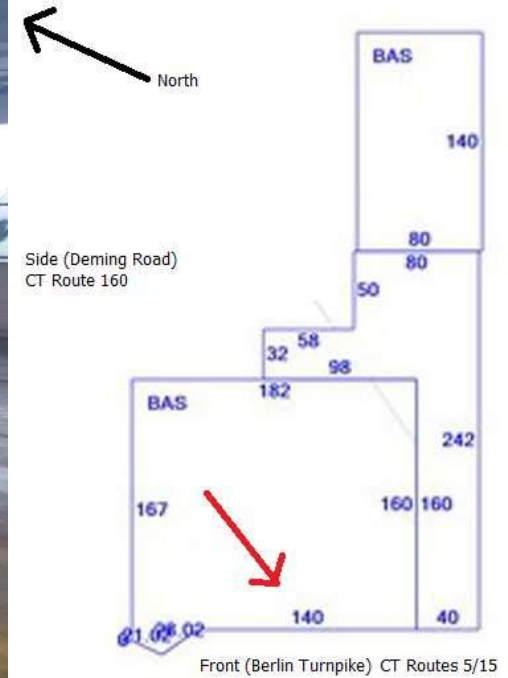 North
BAS
140
80
80
Side (Deming Road)
CT Route 160
50
58
32
98
182
BAS
242
167
160 160
140
40
Front (Berlin Turnpike) CT Routes 5/15